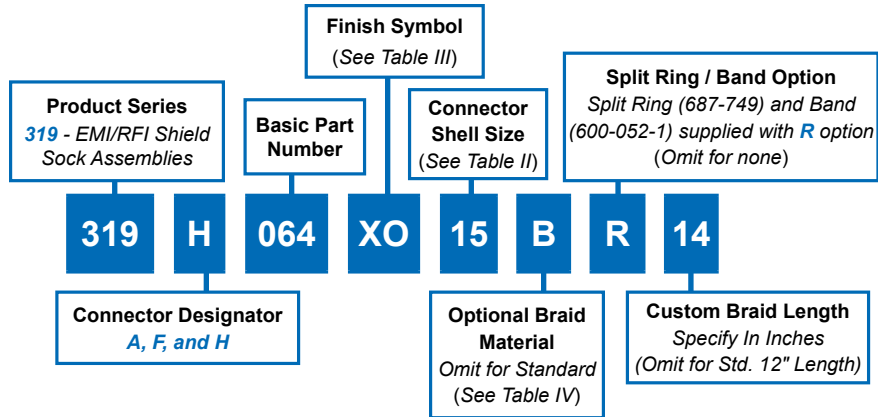 Finish Symbol
(See Table III)
Product Series
319 - EMI/RFI Shield
Sock Assemblies
Basic Part
Number
Connector
Shell Size
(See Table II)
Split Ring / Band Option
Split Ring (687-749) and Band
(600-052-1) supplied with R option
(Omit for none)
319 H 064 XO 15 B R 14
Connector Designator
A, F, and H
Optional Braid
Material
Omit for Standard
(See Table IV)
Custom Braid Length
Specify In Inches
(Omit for Std. 12" Length)